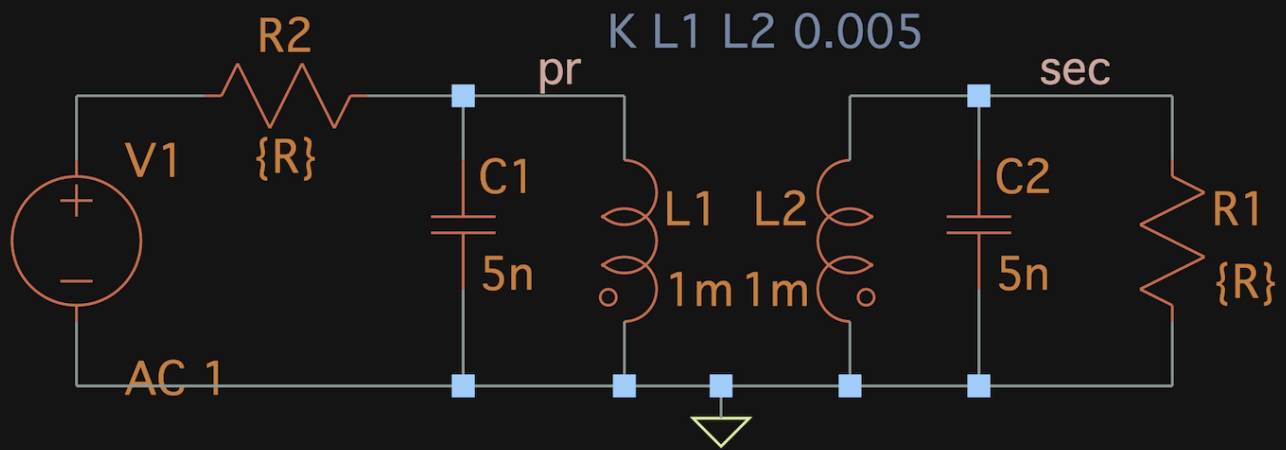 K L1 L2 0.005
R2
pr
sec
{R}
V1
C1
L1
L2
C2
R1
5n
1m
1m
5n
{R}
AC 1